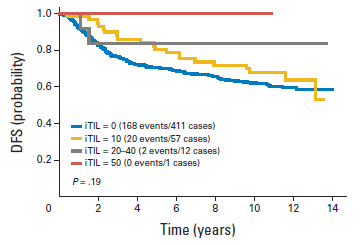 DFS (probability)
1.0
0.8
0.6
0.4
0.2
iTIL = 0 (168 events/411 cases)
iTIL = 10 (20 events/57 cases)
iTIL = 20-40 (2 events/12 cases)
iTIL = 50 (0 events/1 cases)
P = .19
0 2 4 6 8 10 12 14
Time (years)